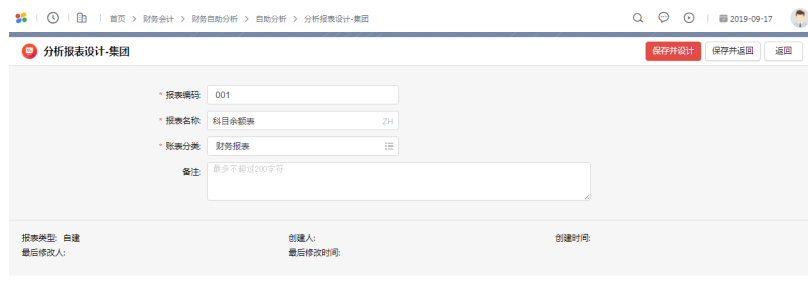 首页 > 财务会计 > 财务自助分析 > 自助分析 > 分析报表设计-集团 2019-09-17
分析报表设计-集团 保存并设计 保存并返回 返回
* 报表编码: 001
* 报表名称: 科目余额表 ZH
* 账表分类: 财务报表
备注: 最多不超过200字符
报表类型: 自建 创建人: 创建时间:
最后修改人: 最后修改时间: